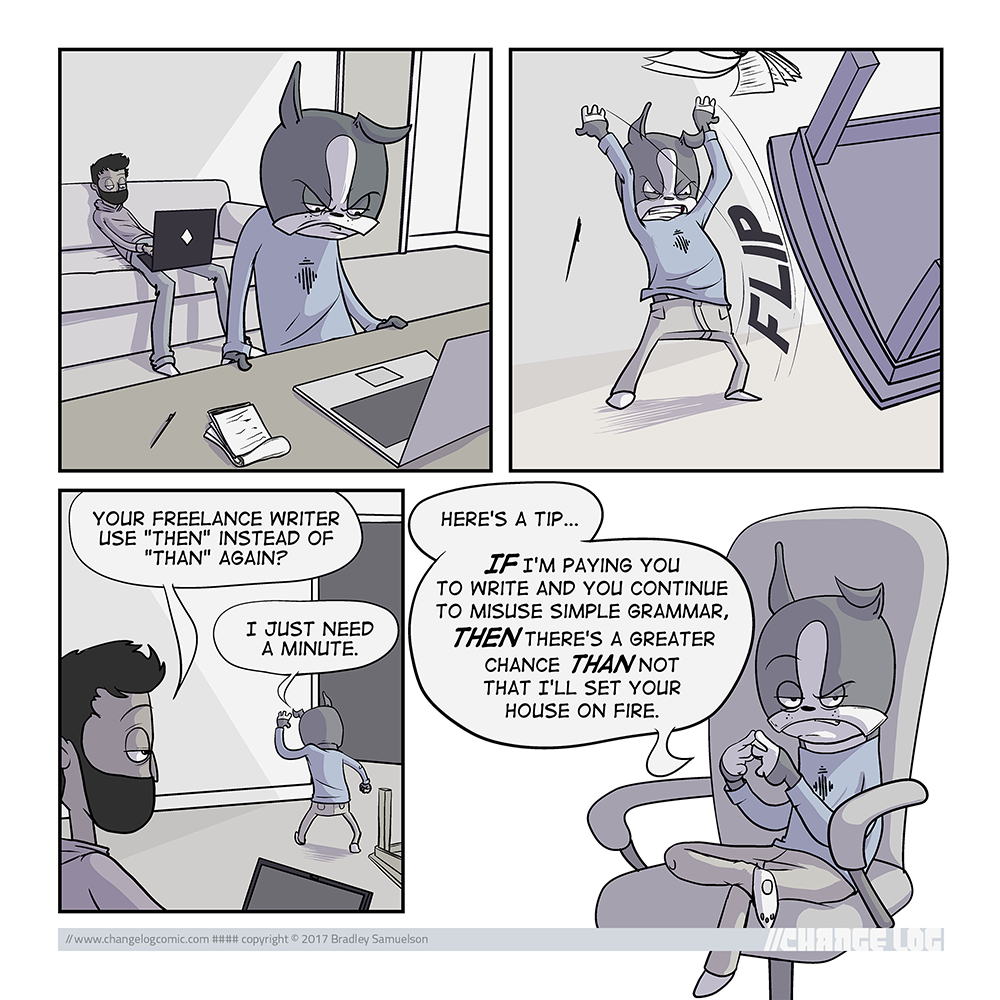 FLIP
YOUR FREELANCE WRITER
USE "THEN" INSTEAD OF
"THAN" AGAIN?
I JUST NEED
A MINUTE.
HERE'S A TIP...
IF I'M PAYING YOU
TO WRITE AND YOU CONTINUE
TO MISUSE SIMPLE GRAMMAR,
THEN THERE'S A GREATER
CHANCE THAN NOT
THAT I'LL SET YOUR
HOUSE ON FIRE.
//www.changelogcomic.com #### copyright © 2017 Bradley Samuelson
//CHANGE LOG